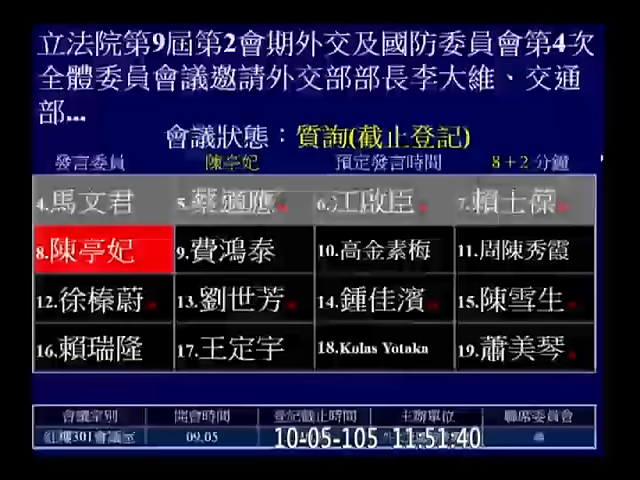 立法院第9屆第2會期外交及國防委員會第4次
全體委員會議邀請外交部部長李大維、交通
部...
會議狀態：質詢(截止登記)
發言委員 陳亭妃 預定發言時間 8+2 分鐘
4.馬文君 5.蔡適應 6.江啟臣 7.賴士葆
8.陳亭妃 9.費鴻泰 10.高金素梅 11.周陳秀霞
12.徐榛蔚 13.劉世芳 14.鍾佳濱 15.陳雪生
16.賴瑞隆 17.王定宇 18.Kolas Yotaka 19.蕭美琴
會議室別 開會時間 登記截止時間 主辦單位 聯席委員會
紅樓301會議室 09.05
10-05-105 11:51:40